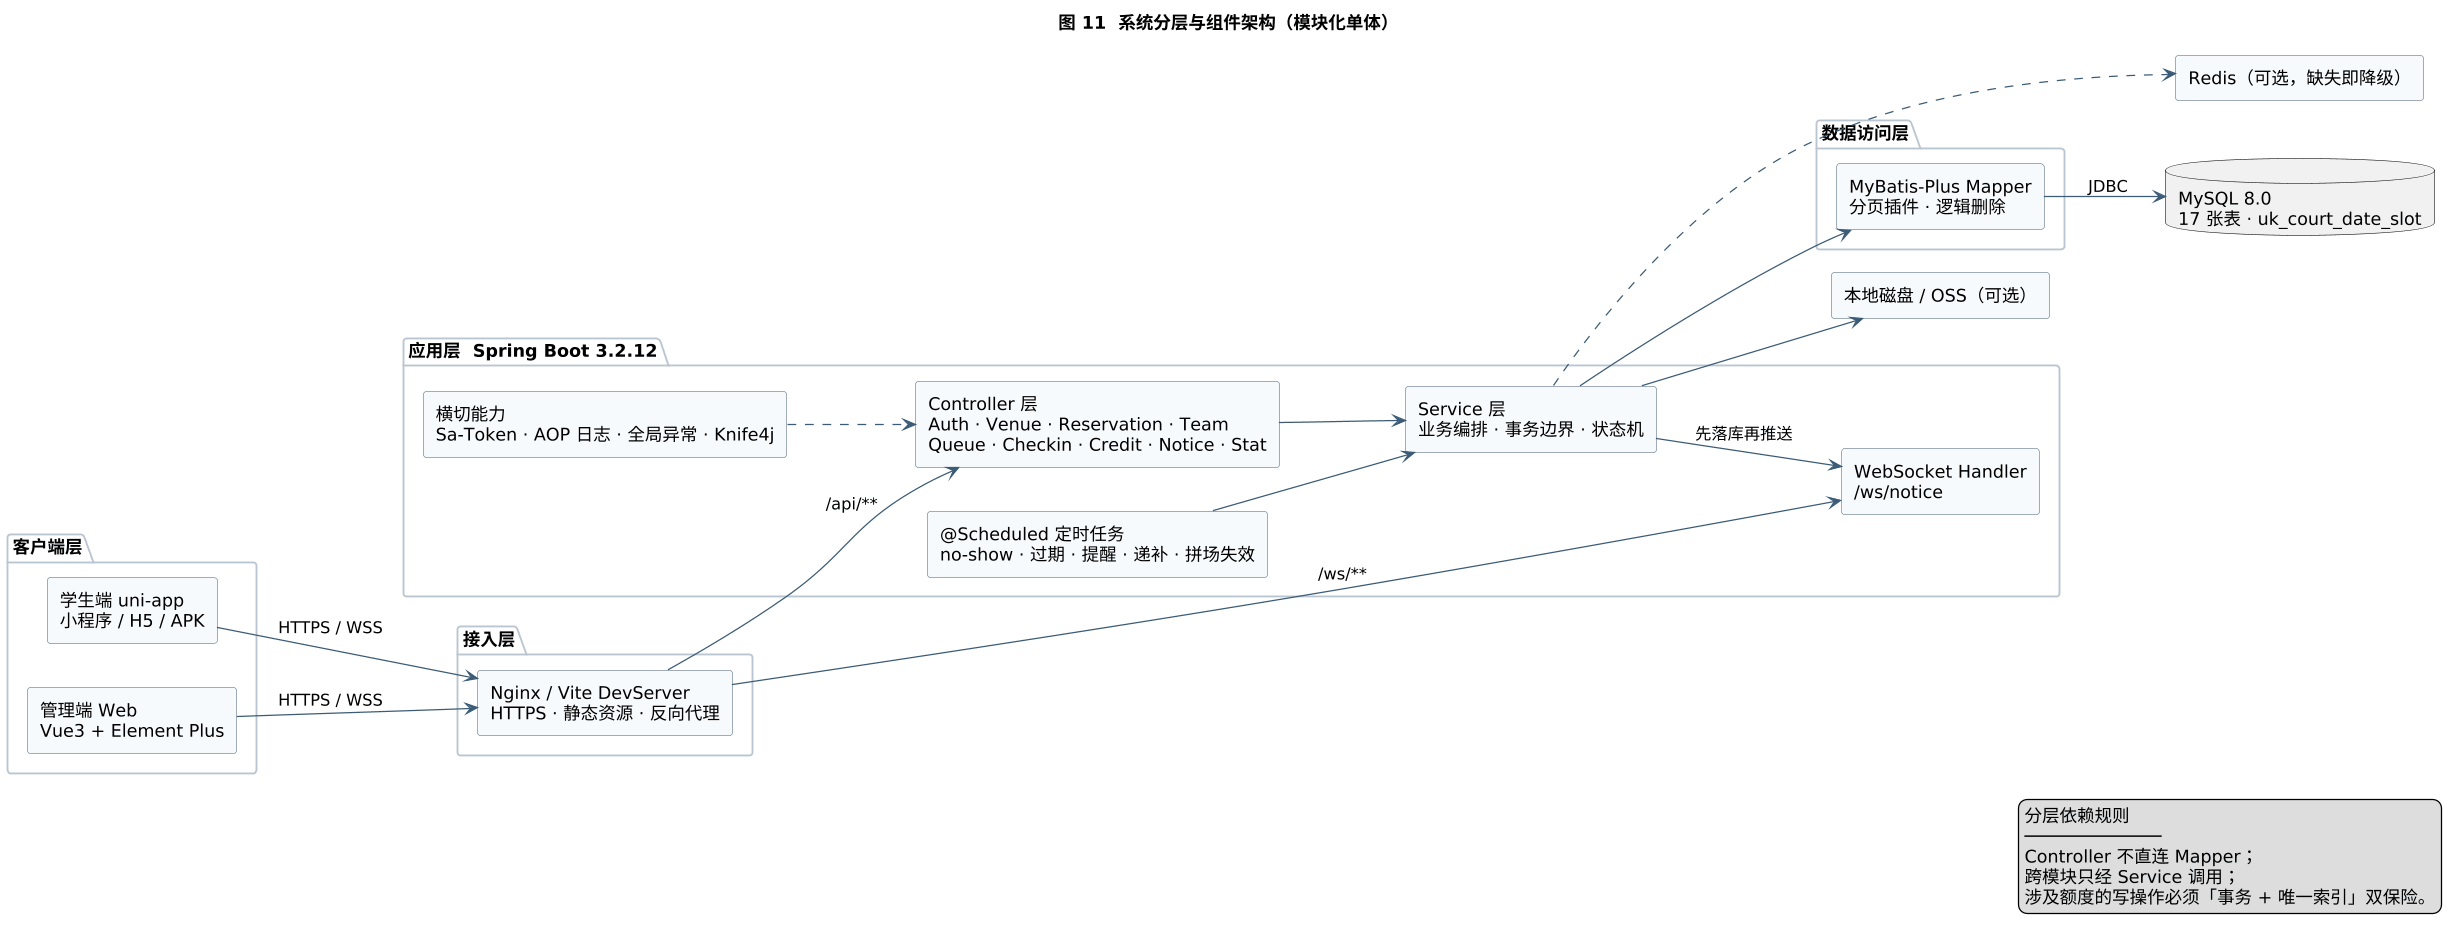 图 11  系统分层与组件架构（模块化单体）
Redis（可选，缺失即降级）
数据访问层
MyBatis-Plus Mapper
分页插件 · 逻辑删除
JDBC
MySQL 8.0
17 张表 · uk_court_date_slot
本地磁盘 / OSS（可选）
应用层  Spring Boot 3.2.12
横切能力
Sa-Token · AOP 日志 · 全局异常 · Knife4j
Controller 层
Auth · Venue · Reservation · Team
Queue · Checkin · Credit · Notice · Stat
Service 层
业务编排 · 事务边界 · 状态机
先落库再推送
WebSocket Handler
/ws/notice
/api/**
@Scheduled 定时任务
no-show · 过期 · 提醒 · 递补 · 拼场失效
/ws/**
客户端层
学生端 uni-app
小程序 / H5 / APK
HTTPS / WSS
管理端 Web
Vue3 + Element Plus
HTTPS / WSS
接入层
Nginx / Vite DevServer
HTTPS · 静态资源 · 反向代理
分层依赖规则
Controller 不直连 Mapper；
跨模块只经 Service 调用；
涉及额度的写操作必须「事务 + 唯一索引」双保险。